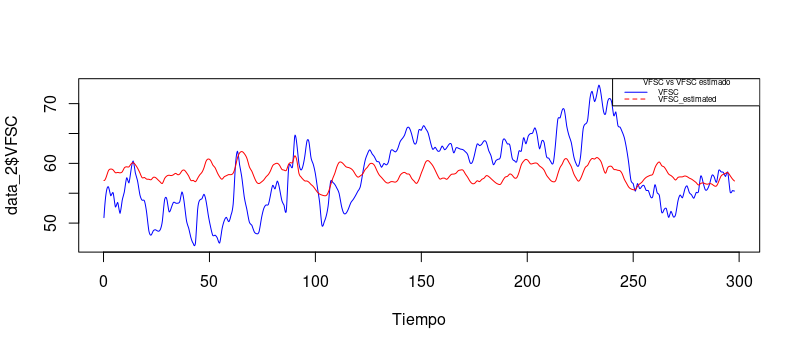 VFSC vs VFSC estimado
VFSC
VFSC_estimated
data_2$VFSC
70
60
50
0 50 100 150 200 250 300
Tiempo